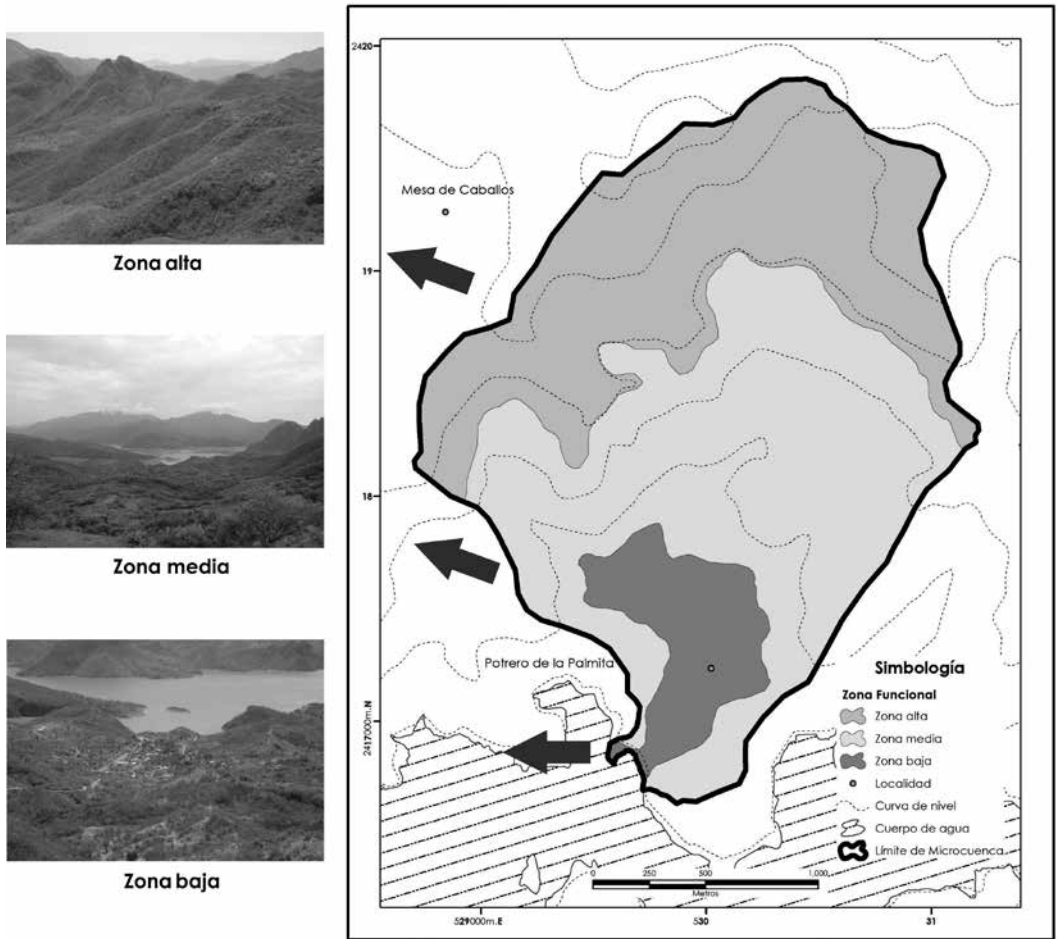 Zona alta
Zona media
Zona baja
2420
19
18
2417000m.N
Mesa de Caballos
Potrero de la Palmita
Simbología
Zona Funcional
Zona alta
Zona media
Zona baja
Localidad
Curva de nivel
Cuerpo de agua
Límite de Microcuenca
0 250 500 1,000
Metros
529000m.E 530 31